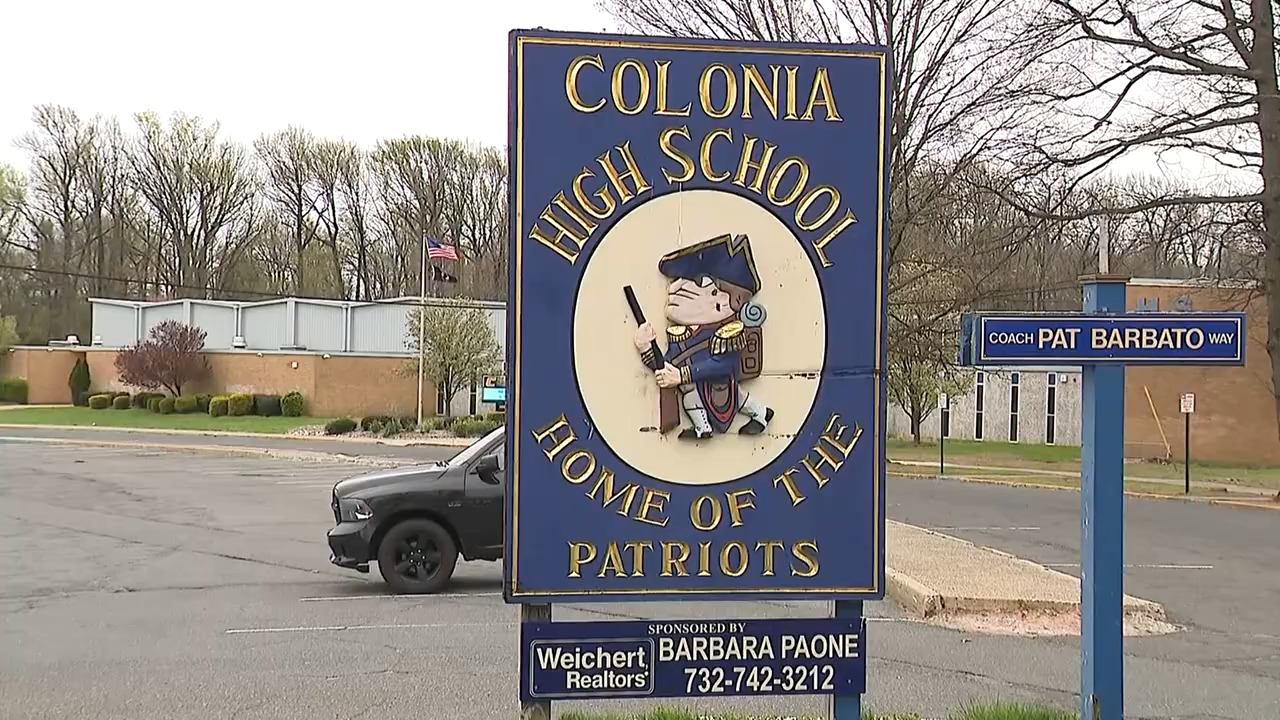 COLONIA
HIGH SCHOOL
HOME OF THE
PATRIOTS
SPONSORED BY
Weichert,
Realtors
BARBARA PAONE
732-742-3212
COACH PAT BARBATO WAY